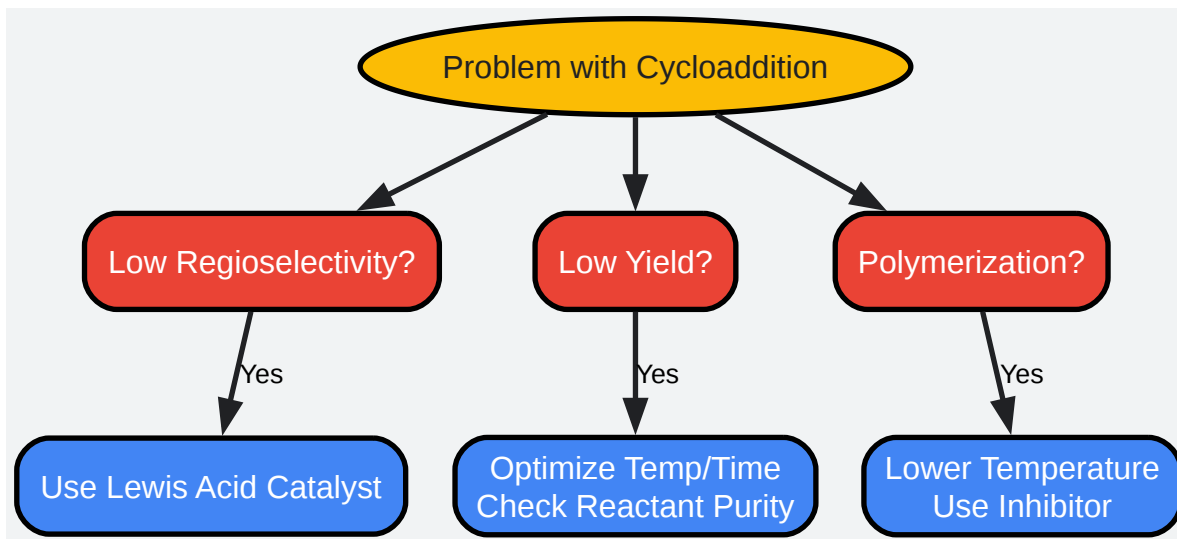 Problem with Cycloaddition
Low Regioselectivity?
Low Yield?
Polymerization?
Yes
Yes
Yes
Use Lewis Acid Catalyst
Optimize Temp/Time
Check Reactant Purity
Lower Temperature
Use Inhibitor